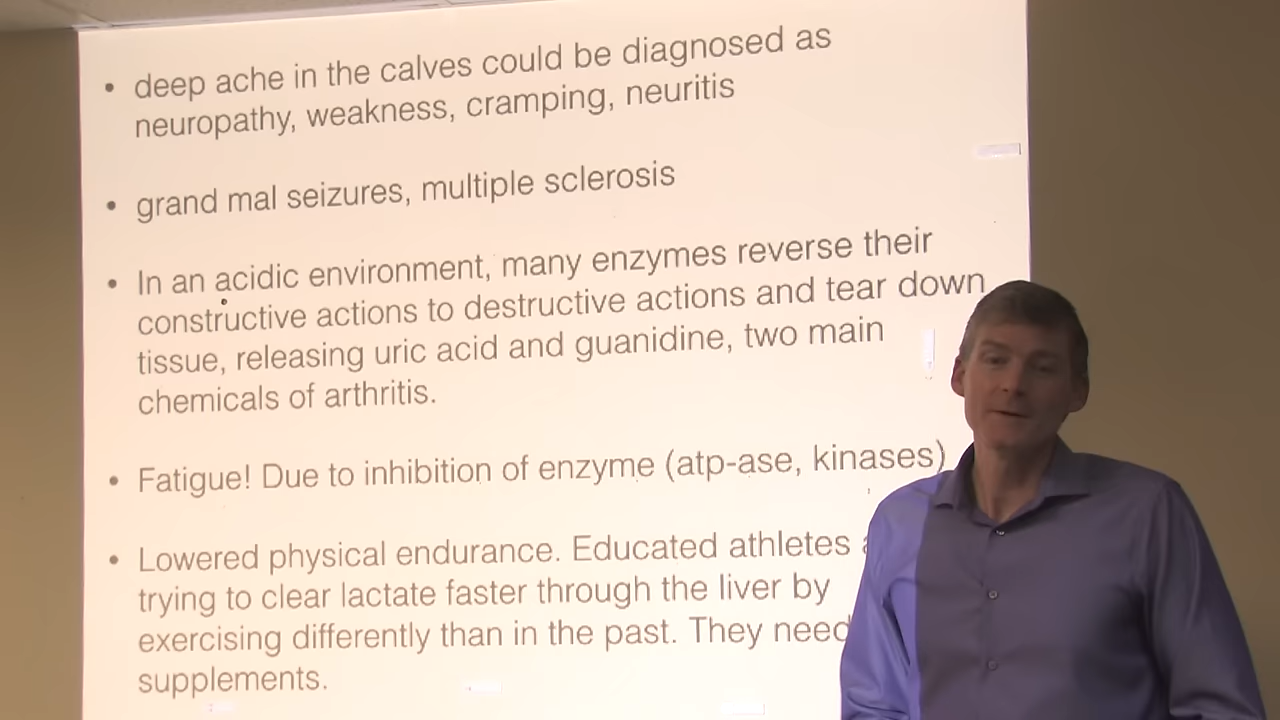 • deep ache in the calves could be diagnosed as
neuropathy, weakness, cramping, neuritis
• grand mal seizures, multiple sclerosis
• In an acidic environment, many enzymes reverse their
constructive actions to destructive actions and tear down
tissue, releasing uric acid and guanidine, two main
chemicals of arthritis.
• Fatigue! Due to inhibition of enzyme (atp-ase, kinases)
• Lowered physical endurance. Educated athletes
trying to clear lactate faster through the liver by
exercising differently than in the past. They need
supplements.